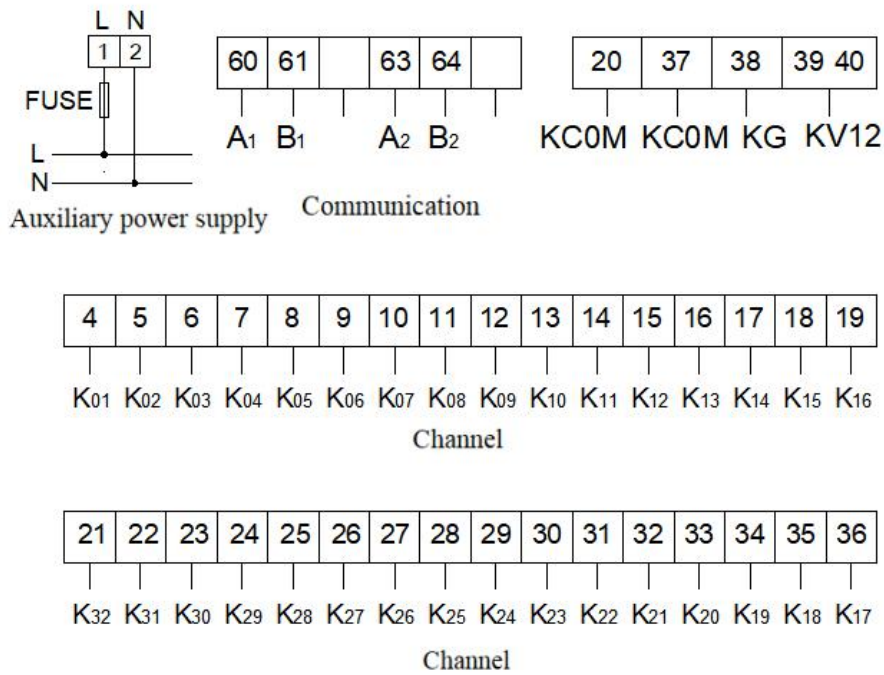 L N
1 2
60 61 63 64
20 37 38 39 40
FUSE
A1 B1 A2 B2
KC0M KC0M KG KV12
L
N
Auxiliary power supply
Communication
4 5 6 7 8 9 10 11 12 13 14 15 16 17 18 19
K01 K02 K03 K04 K05 K06 K07 K08 K09 K10 K11 K12 K13 K14 K15 K16
Channel
21 22 23 24 25 26 27 28 29 30 31 32 33 34 35 36
K32 K31 K30 K29 K28 K27 K26 K25 K24 K23 K22 K21 K20 K19 K18 K17
Channel